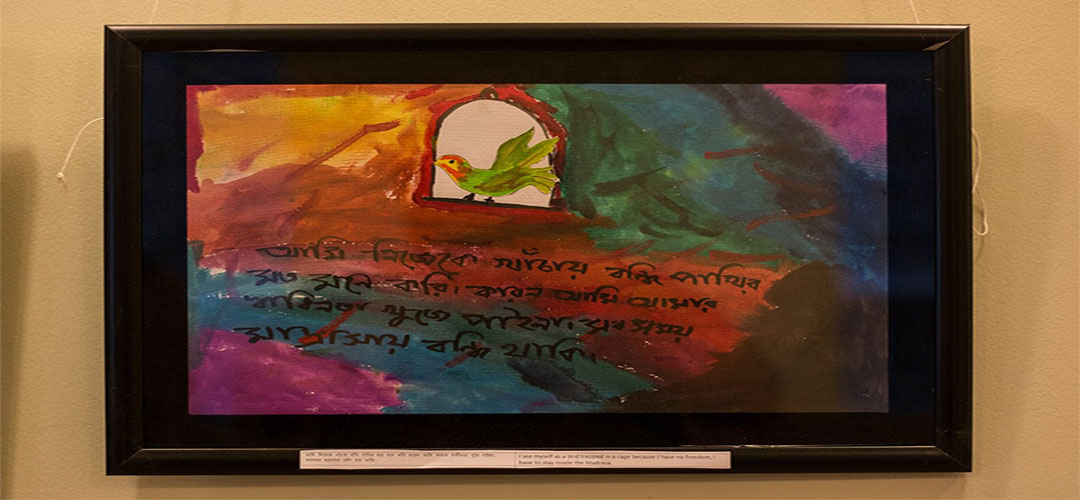 আমি নিজেকে খাঁচায় বন্ধি পাখির
মত মনে করি। কারন আমি আমার
স্বাধিনতা খুজে পাইনা। সব সময়
মাদ্রাসায় বন্ধি থাকি।
I see myself as a bird trapped in a cage because I have no freedom; I
have to stay inside the Madrasa.